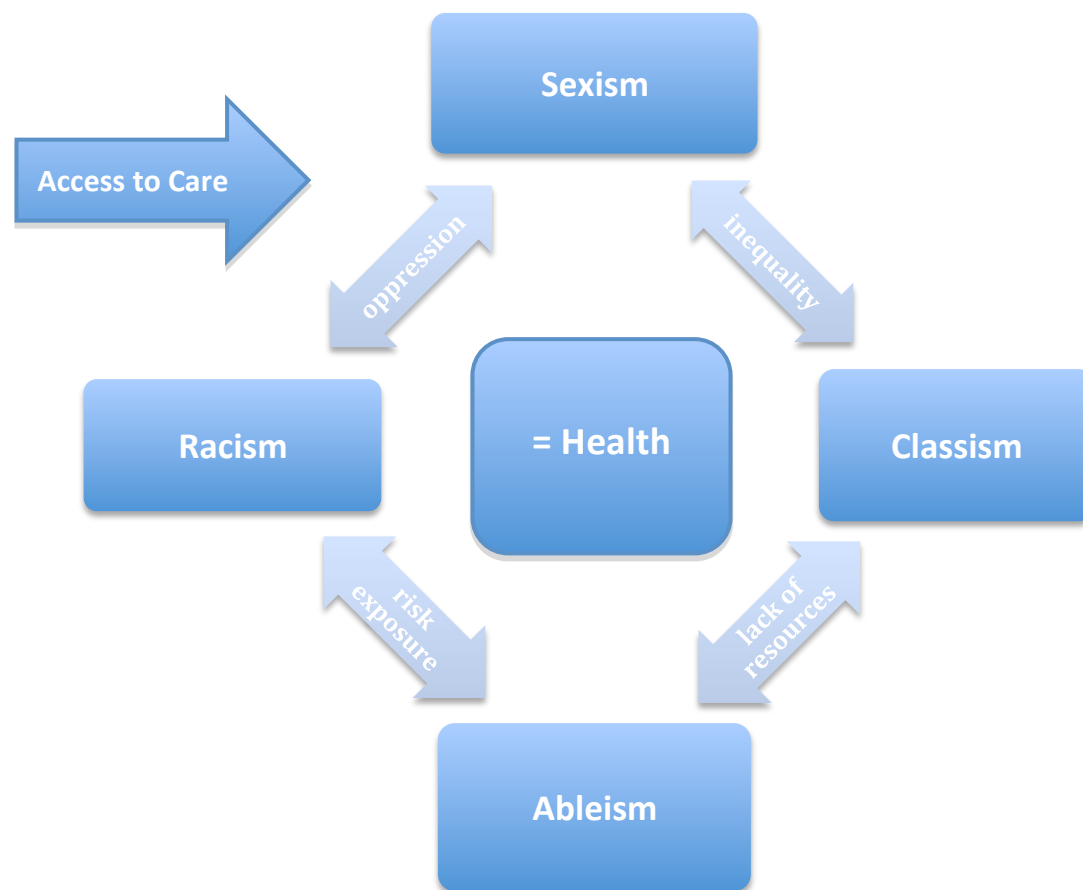 Sexism
Access to Care
oppression
inequality
Racism
= Health
Classism
risk
exposure
lack of
resources
Ableism